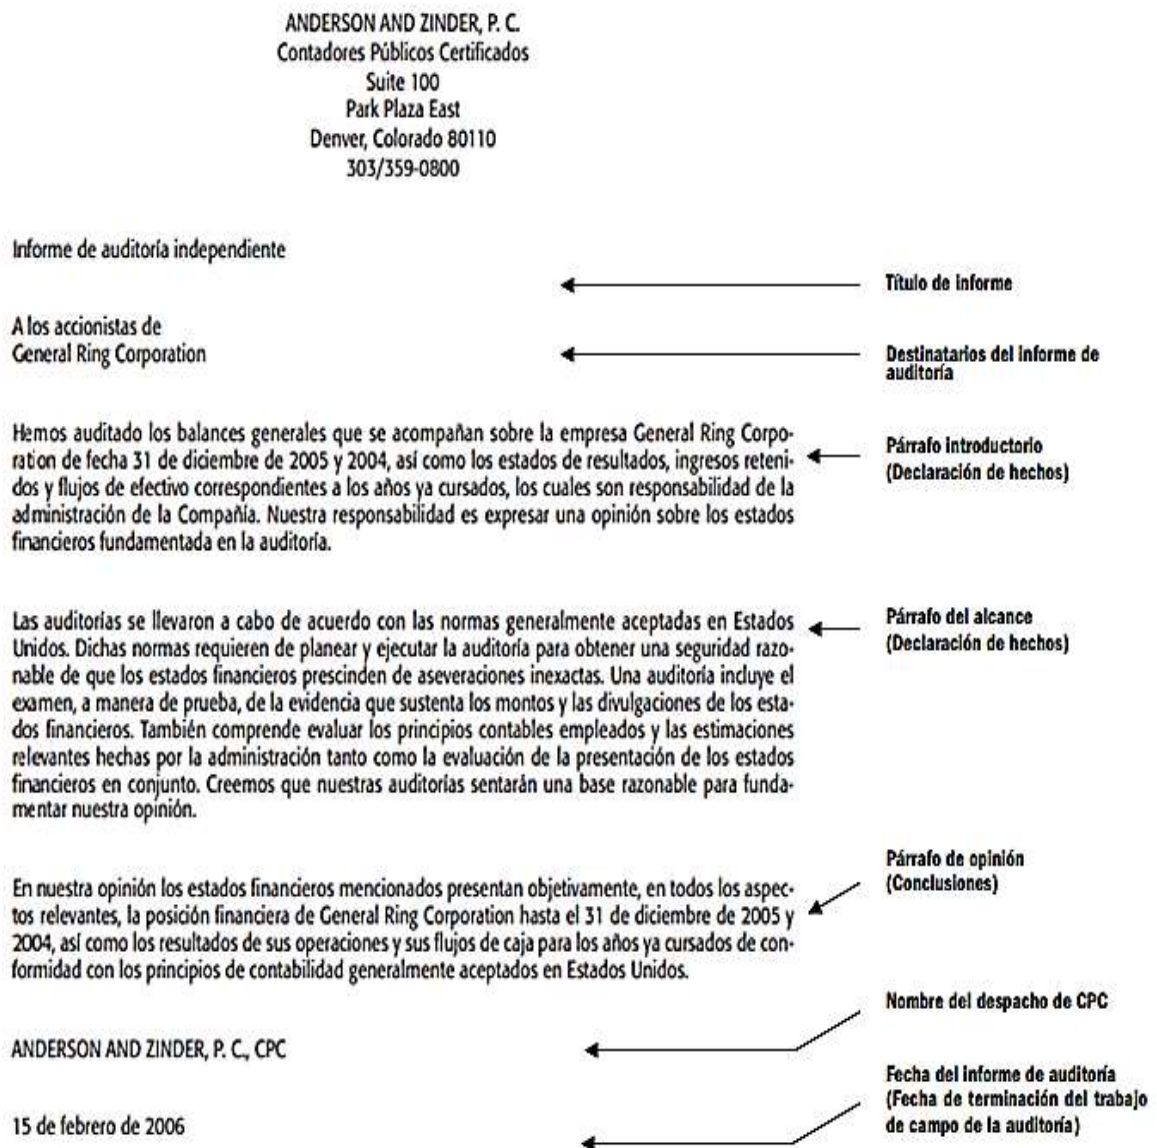 ANDERSON AND ZINDER, P. C.
Contadores Públicos Certificados
Suite 100
Park Plaza East
Denver, Colorado 80110
303/359-0800
Informe de auditoría independiente
Título de informe
A los accionistas de
General Ring Corporation
Destinatarios del informe de
auditoría
Hemos auditado los balances generales que se acompañan sobre la empresa General Ring Corpo-
ration de fecha 31 de diciembre de 2005 y 2004, así como los estados de resultados, ingresos reteni-
dos y flujos de efectivo correspondientes a los años ya cursados, los cuales son responsabilidad de la
administración de la Compañía. Nuestra responsabilidad es expresar una opinión sobre los estados
financieros fundamentada en la auditoría.
Párrafo introductorio
(Declaración de hechos)
Las auditorías se llevaron a cabo de acuerdo con las normas generalmente aceptadas en Estados
Unidos. Dichas normas requieren de planear y ejecutar la auditoría para obtener una seguridad razo-
nable de que los estados financieros prescinden de aseveraciones inexactas. Una auditoría incluye el
examen, a manera de prueba, de la evidencia que sustenta los montos y las divulgaciones de los esta-
dos financieros. También comprende evaluar los principios contables empleados y las estimaciones
relevantes hechas por la administración tanto como la evaluación de la presentación de los estados
financieros en conjunto. Creemos que nuestras auditorías sentarán una base razonable para funda-
mentar nuestra opinión.
Párrafo del alcance
(Declaración de hechos)
En nuestra opinión los estados financieros mencionados presentan objetivamente, en todos los aspec-
tos relevantes, la posición financiera de General Ring Corporation hasta el 31 de diciembre de 2005 y
2004, así como los resultados de sus operaciones y sus flujos de caja para los años ya cursados de con-
formidad con los principios de contabilidad generalmente aceptados en Estados Unidos.
Párrafo de opinión
(Conclusiones)
ANDERSON AND ZINDER, P. C., CPC
Nombre del despacho de CPC
15 de febrero de 2006
Fecha del informe de auditoría
(Fecha de terminación del trabajo
de campo de la auditoría)